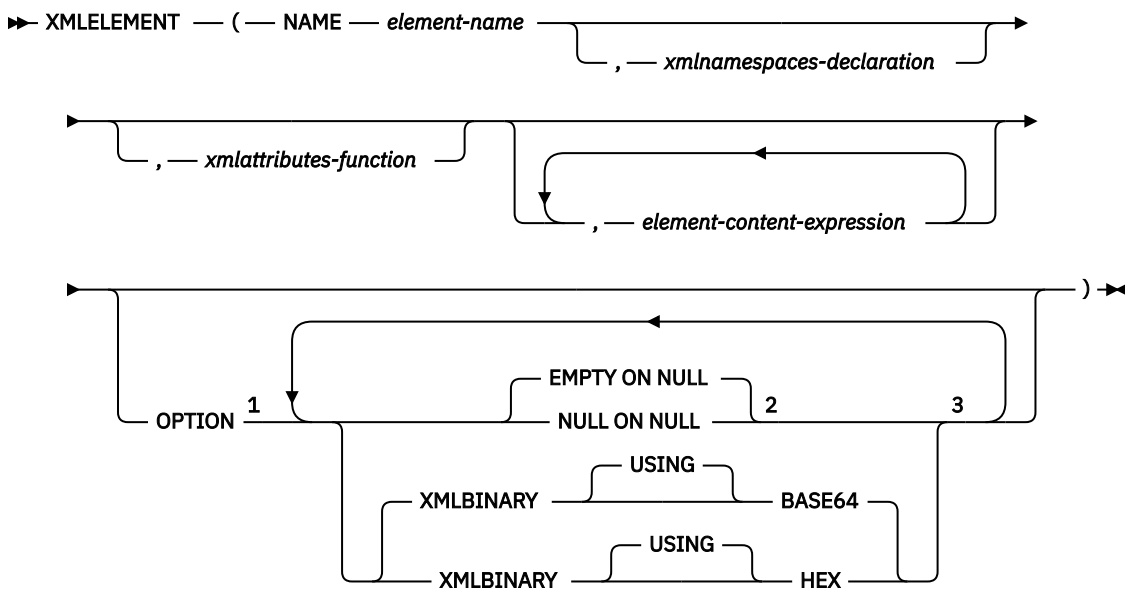 XMLELEMENT ( NAME element-name
, xmlnamespaces-declaration
, xmlattributes-function
, element-content-expression
)
EMPTY ON NULL
OPTION 1 NULL ON NULL 2 3
USING
XMLBINARY BASE64
USING
XMLBINARY HEX